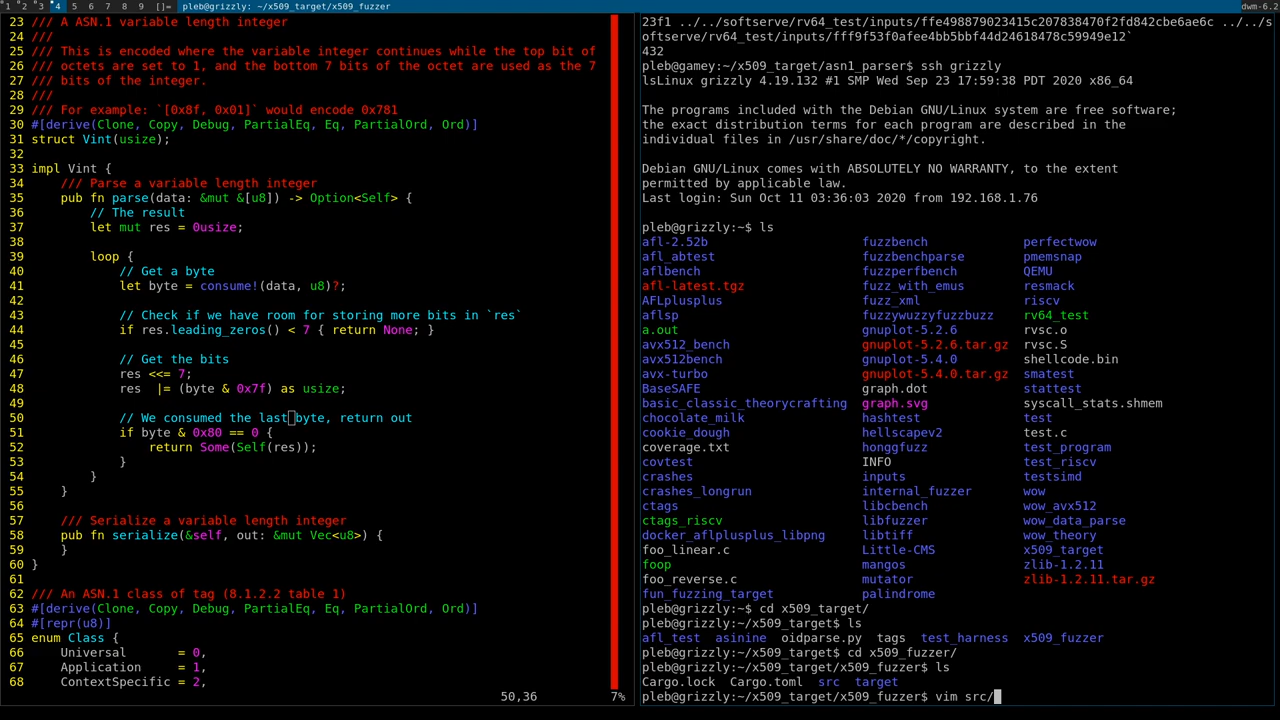 1 2 3 4 5 6 7 8 9 []= pleb@grizzly: ~/x509_target/x509_fuzzer dwm-6.2
23 /// A ASN.1 variable length integer
24 ///
25 /// This is encoded where the variable integer continues while the top bit of
26 /// octets are set to 1, and the bottom 7 bits of the octet are used as the 7
27 /// bits of the integer.
28 ///
29 /// For example: `[0x8f, 0x01]` would encode 0x781
30 #[derive(Clone, Copy, Debug, PartialEq, Eq, PartialOrd, Ord)]
31 struct Vint(usize);
32
33 impl Vint {
34     /// Parse a variable length integer
35     pub fn parse(data: &mut &[u8]) -> Option<Self> {
36         // The result
37         let mut res = 0usize;
38
39         loop {
40             // Get a byte
41             let byte = consume!(data, u8)?;
42
43             // Check if we have room for storing more bits in `res`
44             if res.leading_zeros() < 7 { return None; }
45
46             // Get the bits
47             res <<= 7;
48             res  |= (byte & 0x7f) as usize;
49
50             // We consumed the last byte, return out
51             if byte & 0x80 == 0 {
52                 return Some(Self(res));
53             }
54         }
55     }
56
57     /// Serialize a variable length integer
58     pub fn serialize(&self, out: &mut Vec<u8>) {
59     }
60 }
61
62 /// An ASN.1 class of tag (8.1.2.2 table 1)
63 #[derive(Clone, Copy, Debug, PartialEq, Eq, PartialOrd, Ord)]
64 #[repr(u8)]
65 enum Class {
66     Universal       = 0,
67     Application     = 1,
68     ContextSpecific = 2,
50,36 7%
23f1 ../../softserve/rv64_test/inputs/ffe498879023415c207838470f2fd842cbe6ae6c ../../s
oftserve/rv64_test/inputs/fff9f53f0afee4bb5bbf44d24618478c59949e12`
432
pleb@gamey:~/x509_target/asn1_parser$ ssh grizzly
lsLinux grizzly 4.19.132 #1 SMP Wed Sep 23 17:59:38 PDT 2020 x86_64

The programs included with the Debian GNU/Linux system are free software;
the exact distribution terms for each program are described in the
individual files in /usr/share/doc/*/copyright.

Debian GNU/Linux comes with ABSOLUTELY NO WARRANTY, to the extent
permitted by applicable law.
Last login: Sun Oct 11 03:36:03 2020 from 192.168.1.76

pleb@grizzly:~$ ls
afl-2.52b fuzzbench perfectwow
afl_abtest fuzzbenchparse pmemsnap
aflbench fuzzperfbench QEMU
afl-latest.tgz fuzz_with_emus resmack
AFLplusplus fuzz_xml riscv
aflsp fuzzywuzzyfuzzbuzz rv64_test
a.out gnuplot-5.2.6 rvsc.o
avx512_bench gnuplot-5.2.6.tar.gz rvsc.S
avx512bench gnuplot-5.4.0 shellcode.bin
avx-turbo gnuplot-5.4.0.tar.gz smatest
BaseSAFE graph.dot stattest
basic_classic_theorycrafting graph.svg syscall_stats.shmem
chocolate_milk hashtest test
cookie_dough hellscapev2 test.c
coverage.txt honggfuzz test_program
covtest INFO test_riscv
crashes inputs testsimd
crashes_longrun internal_fuzzer wow
ctags libcbench wow_avx512
ctags_riscv libfuzzer wow_data_parse
docker_aflplusplus_libpng libtiff wow_theory
foo_linear.c Little-CMS x509_target
foop mangos zlib-1.2.11
foo_reverse.c mutator zlib-1.2.11.tar.gz
fun_fuzzing_target palindrome
pleb@grizzly:~$ cd x509_target/
pleb@grizzly:~/x509_target$ ls
afl_test asinine oidparse.py tags test_harness x509_fuzzer
pleb@grizzly:~/x509_target$ cd x509_fuzzer/
pleb@grizzly:~/x509_target/x509_fuzzer$ ls
Cargo.lock Cargo.toml src target
pleb@grizzly:~/x509_target/x509_fuzzer$ vim src/